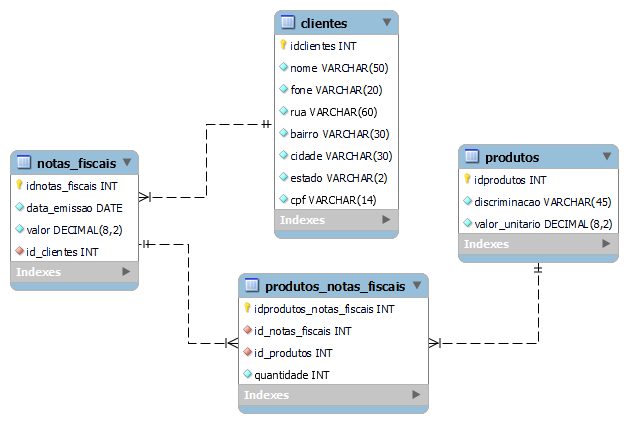 clientes
idclientes INT
nome VARCHAR(50)
fone VARCHAR(20)
rua VARCHAR(60)
bairro VARCHAR(30)
cidade VARCHAR(30)
estado VARCHAR(2)
cpf VARCHAR(14)
Indexes
notas_fiscais
idnotas_fiscais INT
data_emissao DATE
valor DECIMAL(8,2)
id_clientes INT
Indexes
produtos
idprodutos INT
discriminacao VARCHAR(45)
valor_unitario DECIMAL(8,2)
Indexes
produtos_notas_fiscais
idprodutos_notas_fiscais INT
id_notas_fiscais INT
id_produtos INT
quantidade INT
Indexes